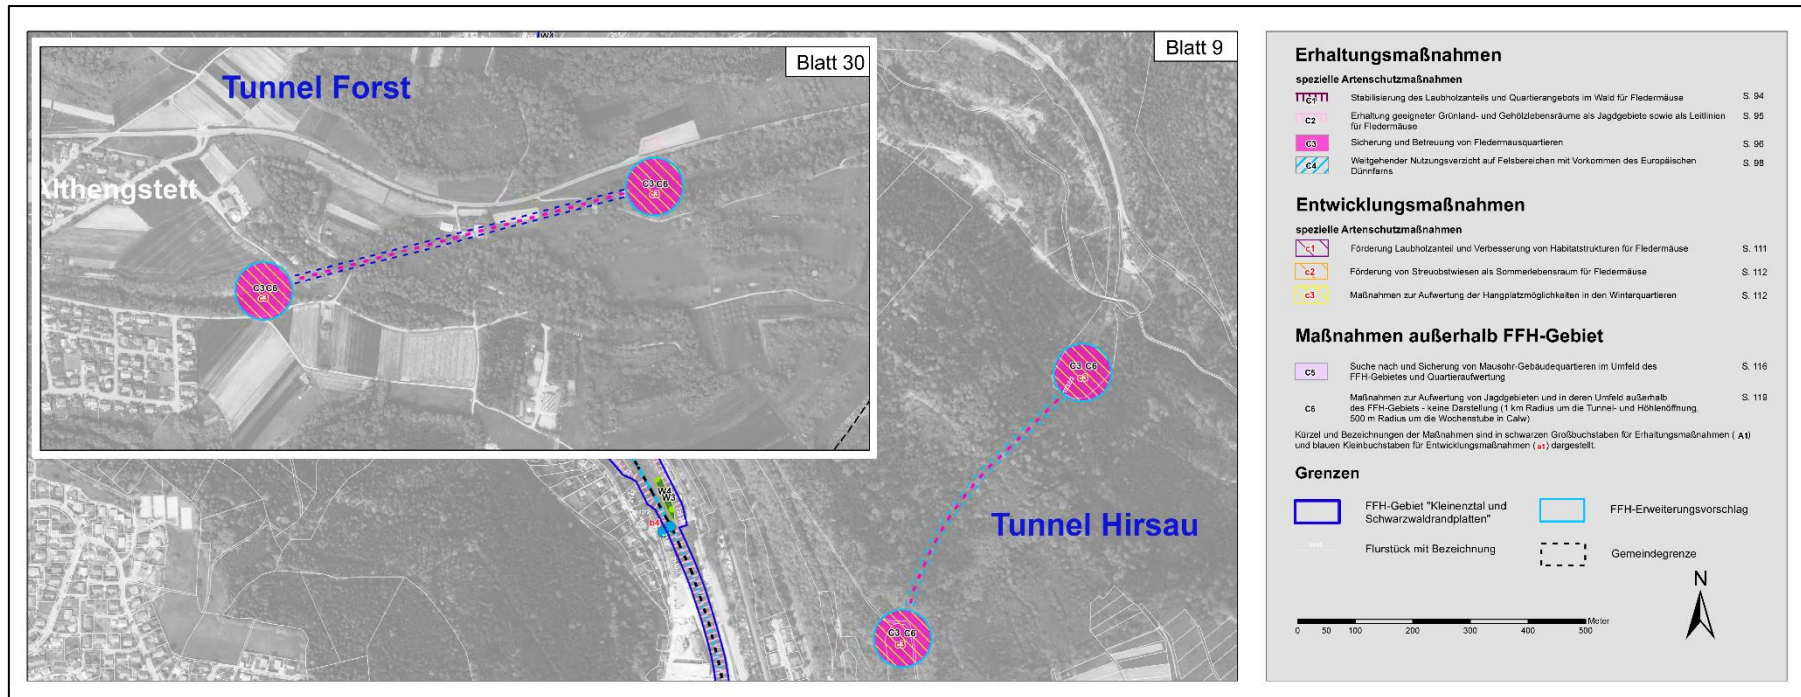 Blatt 30
Tunnel Forst
Althengstett
C3 C6
c3
C3 C6
c3
Blatt 9
C3 C6
c3
Tunnel Hirsau
C3 C6
c3
W4
W3
b4
Erhaltungsmaßnahmen
spezielle Artenschutzmaßnahmen
C1 Stabilisierung des Laubholzanteils und Quartierangebots im Wald für Fledermäuse S. 94
C2 Erhaltung geeigneter Grünland- und Gehölzlebensräume als Jagdgebiete sowie als Leitlinien S. 95
für Fledermäuse
C3 Sicherung und Betreuung von Fledermausquartieren S. 96
C4 Weitgehender Nutzungsverzicht auf Felsbereichen mit Vorkommen des Europäischen S. 98
Dünnfarns
Entwicklungsmaßnahmen
spezielle Artenschutzmaßnahmen
c1 Förderung Laubholzanteil und Verbesserung von Habitatstrukturen für Fledermäuse S. 111
c2 Förderung von Streuobstwiesen als Sommerlebensraum für Fledermäuse S. 112
c3 Maßnahmen zur Aufwertung der Hangplatzmöglichkeiten in den Winterquartieren S. 112
Maßnahmen außerhalb FFH-Gebiet
C5 Suche nach und Sicherung von Mausohr-Gebäudequartieren im Umfeld des S. 116
FFH-Gebietes und Quartieraufwertung
C6 Maßnahmen zur Aufwertung von Jagdgebieten und in deren Umfeld außerhalb S. 119
des FFH-Gebiets - keine Darstellung (1 km Radius um die Tunnel- und Höhlenöffnung,
500 m Radius um die Wochenstube in Calw)
Kürzel und Bezeichnungen der Maßnahmen sind in schwarzen Großbuchstaben für Erhaltungsmaßnahmen ( A1)
und blauen Kleinbuchstaben für Entwicklungsmaßnahmen ( a1) dargestellt.
Grenzen
FFH-Gebiet "Kleinenztal und
Schwarzwaldrandplatten"
FFH-Erweiterungsvorschlag
Flurstück mit Bezeichnung
Gemeindegrenze
N
Meter
0 50 100 200 300 400 500